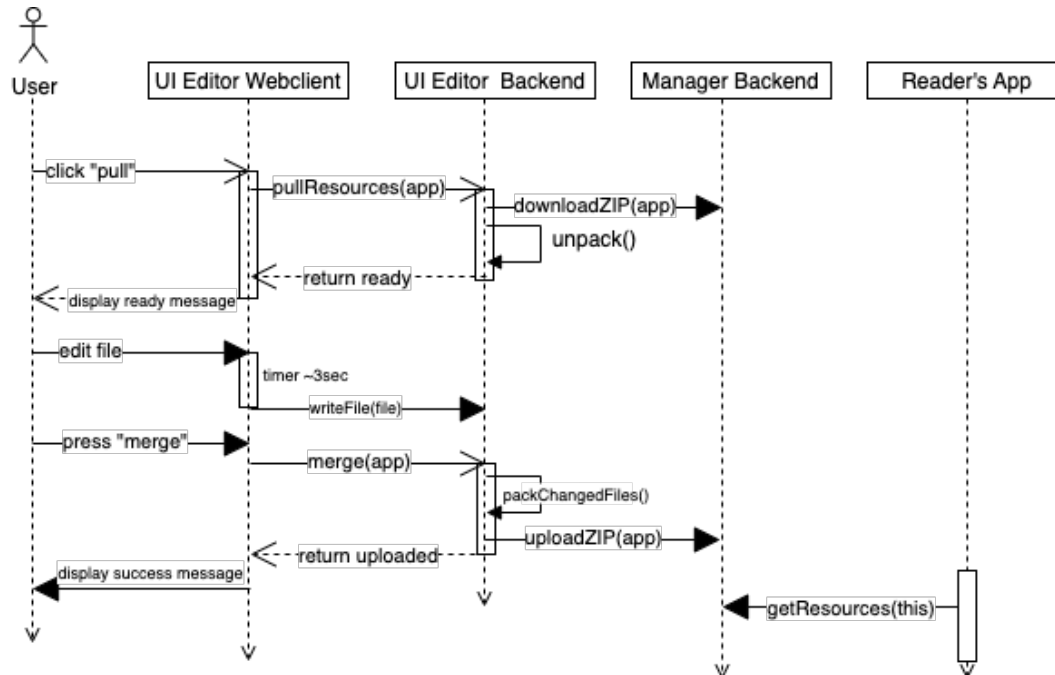 User
UI Editor Webclient
UI Editor Backend
Manager Backend
Reader's App
click "pull"
pullResources(app)
downloadZIP(app)
unpack()
return ready
display ready message
edit file
timer ~3sec
writeFile(file)
press "merge"
merge(app)
packChangedFiles()
uploadZIP(app)
return uploaded
display success message
getResources(this)